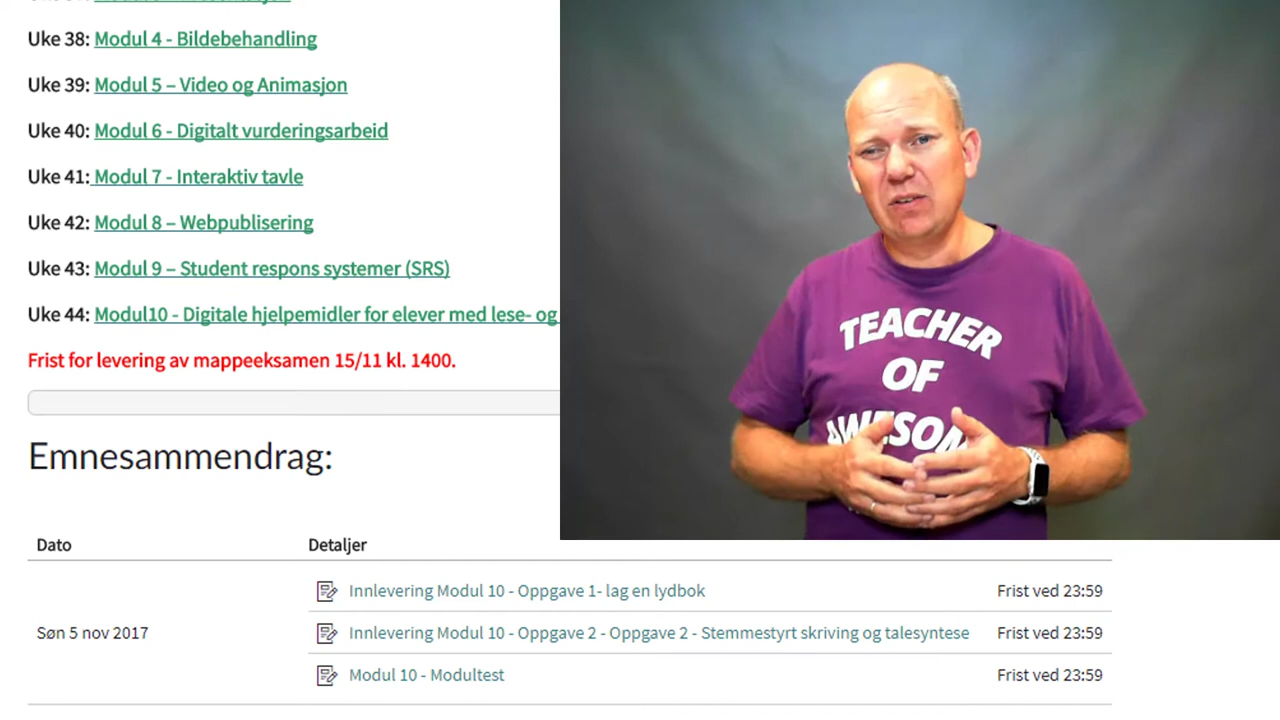 Uke 38: Modul 4 - Bildebehandling
Uke 39: Modul 5 – Video og Animasjon
Uke 40: Modul 6 - Digitalt vurderingsarbeid
Uke 41: Modul 7 - Interaktiv tavle
Uke 42: Modul 8 – Webpublisering
Uke 43: Modul 9 – Student respons systemer (SRS)
Uke 44: Modul10 - Digitale hjelpemidler for elever med lese- og
Frist for levering av mappeeksamen 15/11 kl. 1400.
Emnesammendrag:
Dato Detaljer
Innlevering Modul 10 - Oppgave 1- lag en lydbok Frist ved 23:59
Søn 5 nov 2017 Innlevering Modul 10 - Oppgave 2 - Oppgave 2 - Stemmestyrt skriving og talesyntese Frist ved 23:59
Modul 10 - Modultest Frist ved 23:59
TEACHER
OF
AWESOM